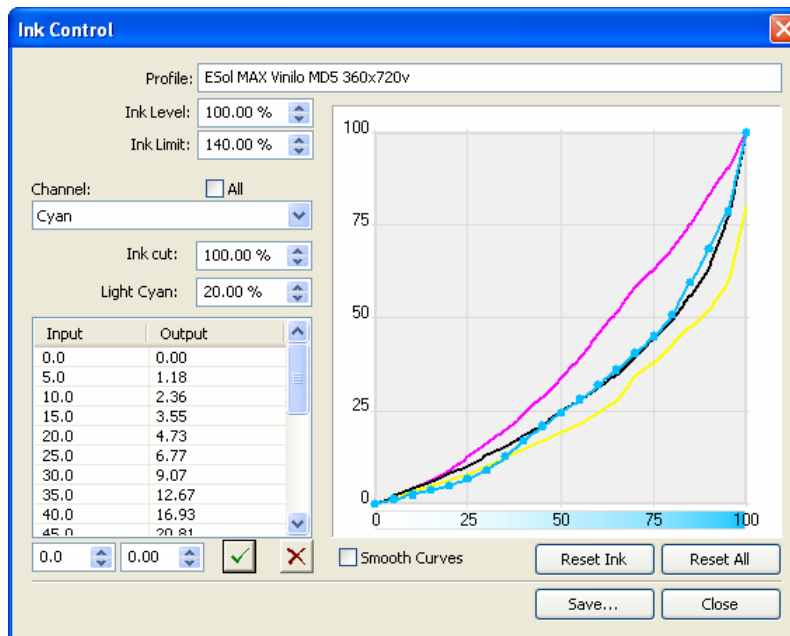 Ink Control
Profile: ESol MAX Vinilo MD5 360x720v
Ink Level: 100.00 %
Ink Limit: 140.00 %
Channel: All
Cyan
Ink cut: 100.00 %
Light Cyan: 20.00 %
Input Output
0.0 0.00
5.0 1.18
10.0 2.36
15.0 3.55
20.0 4.73
25.0 6.77
30.0 9.07
35.0 12.67
40.0 16.93
45.0 20.81
0.0 0.00
100
75
50
25
0
0 25 50 75 100
Smooth Curves
Reset Ink
Reset All
Save...
Close